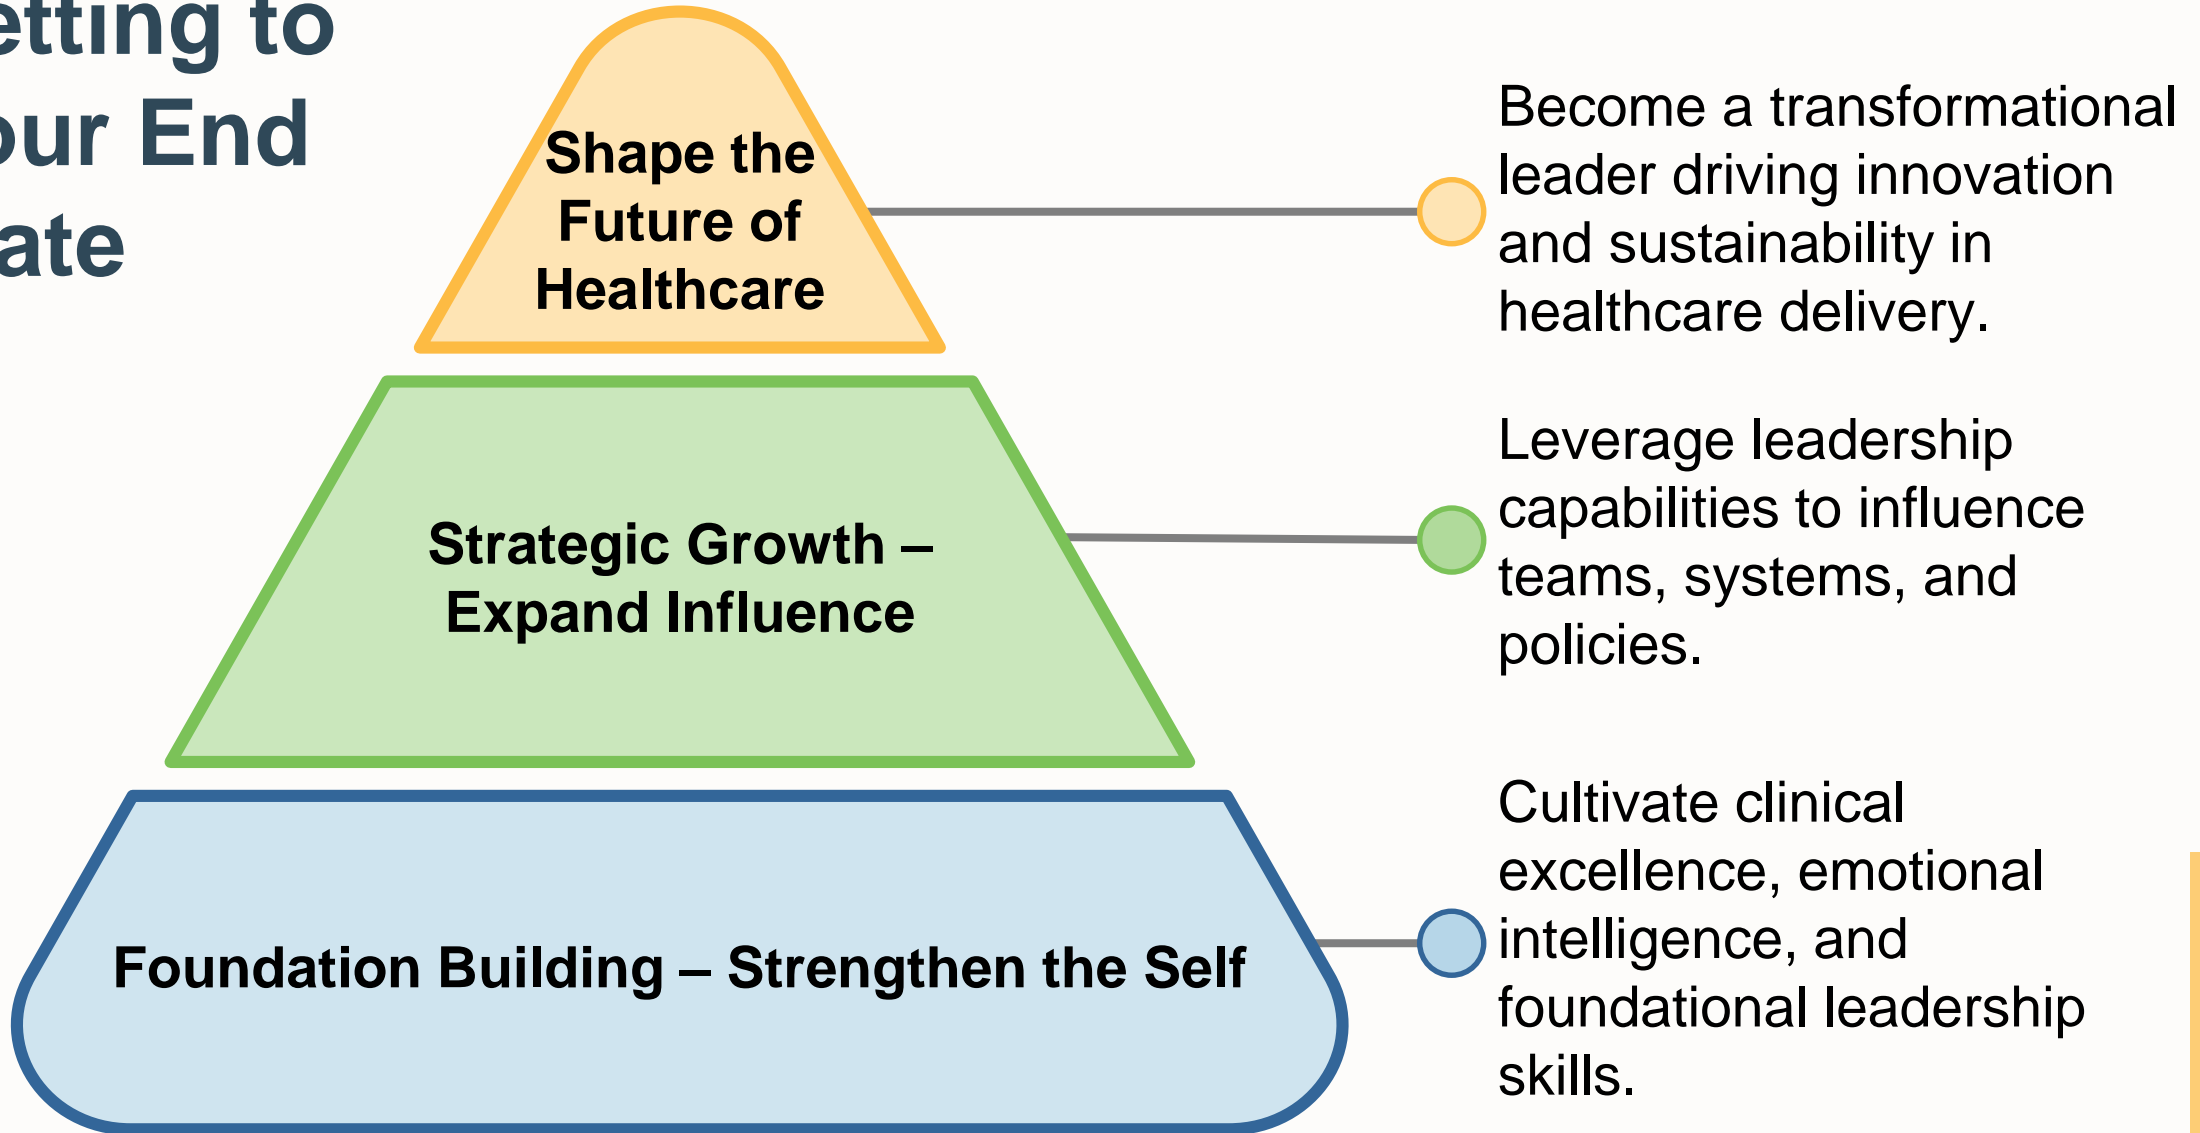 etting to
our End
ate
Shape the
Future of
Healthcare
Become a transformational
leader driving innovation
and sustainability in
healthcare delivery.
Strategic Growth –
Expand Influence
Leverage leadership
capabilities to influence
teams, systems, and
policies.
Foundation Building – Strengthen the Self
Cultivate clinical
excellence, emotional
intelligence, and
foundational leadership
skills.